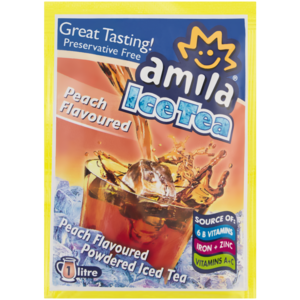 Great Tasting!
Preservative Free
amila
Ice Tea
Peach
Flavoured
SOURCE OF:
6 B VITAMINS
IRON + ZINC
VITAMINS A+C
Peach Flavoured
Powdered Iced Tea
1 litre